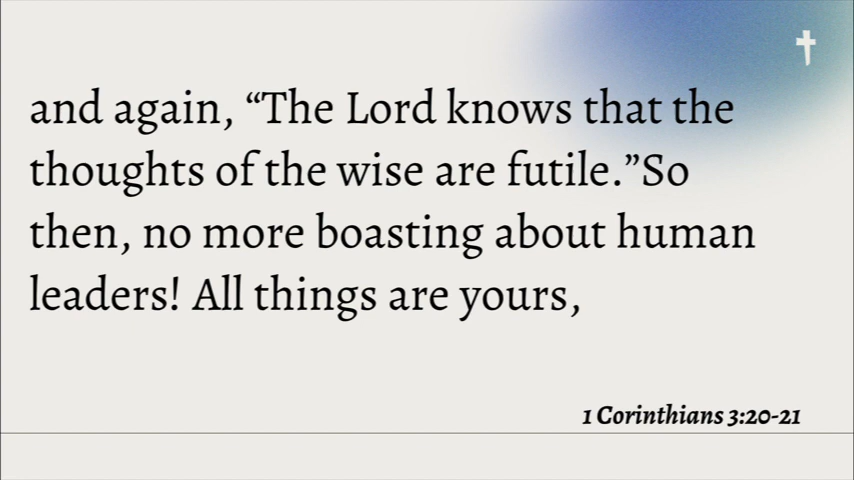 and again, “The Lord knows that the
thoughts of the wise are futile.”So
then, no more boasting about human
leaders! All things are yours,
1 Corinthians 3:20-21